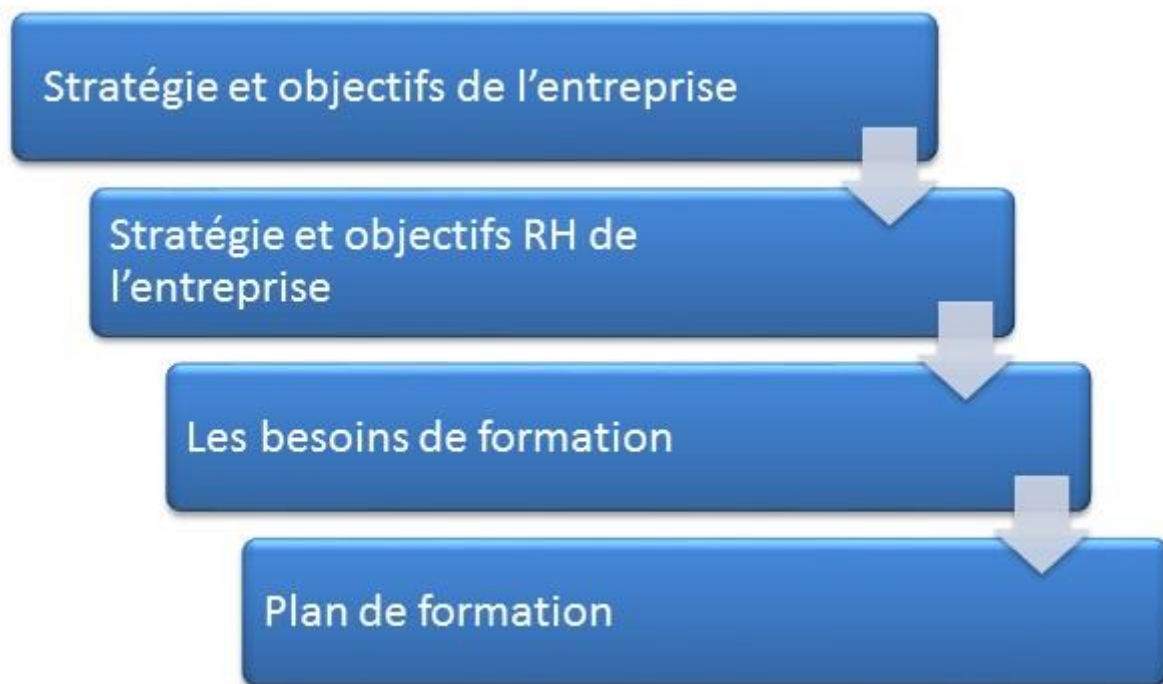 Stratégie et objectifs de l’entreprise
Stratégie et objectifs RH de
l’entreprise
Les besoins de formation
Plan de formation